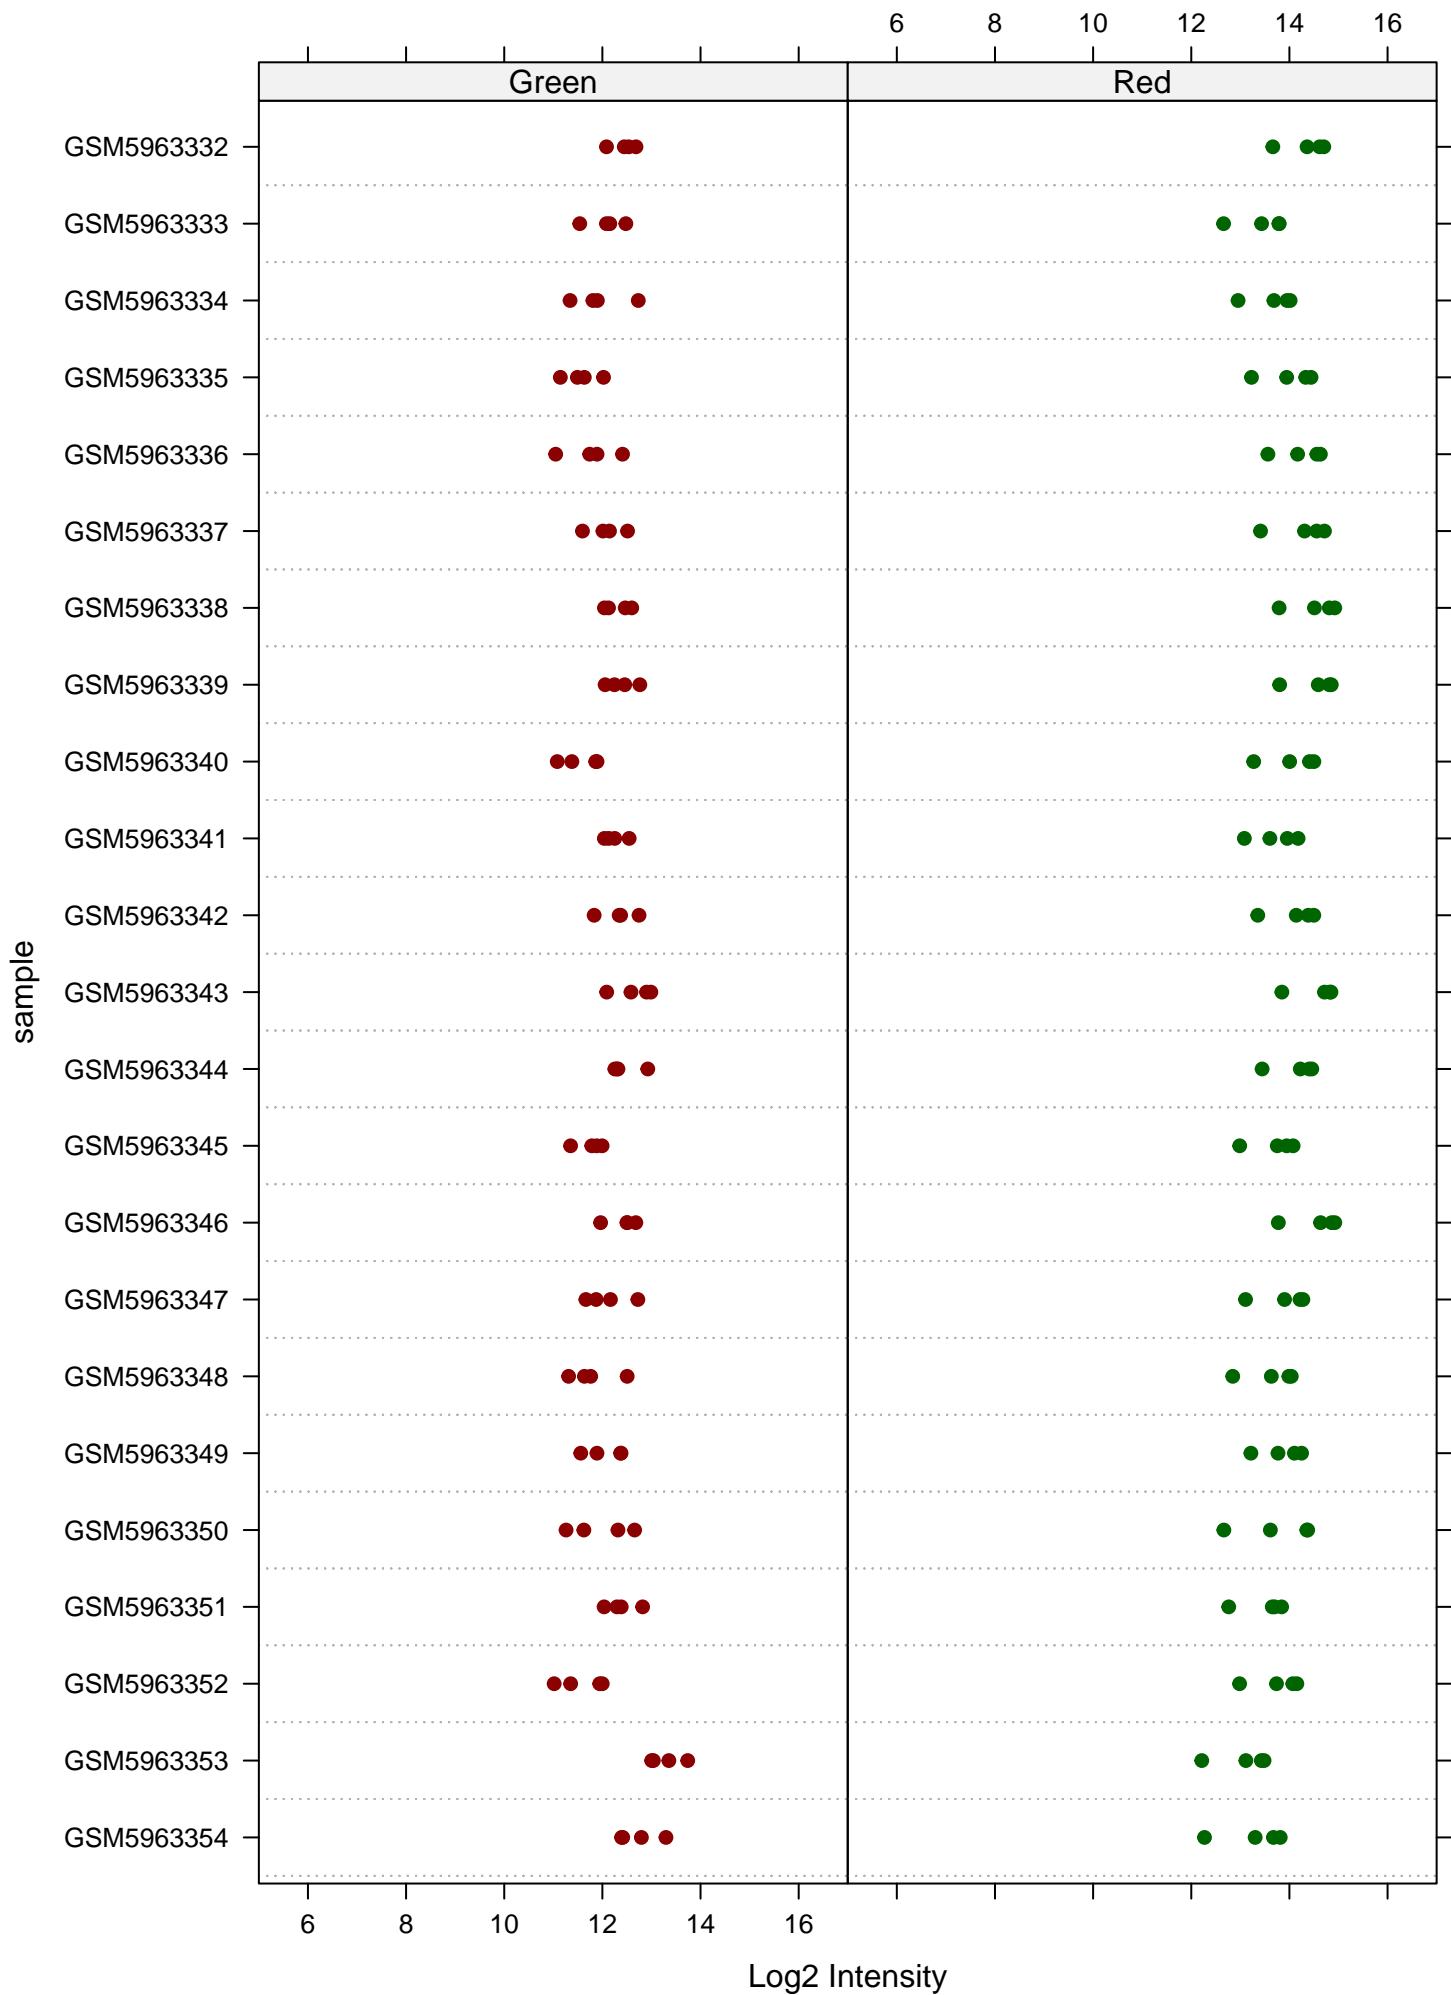 6 8 10 12 14 16
Green Red
GSM5963332
GSM5963333
GSM5963334
GSM5963335
GSM5963336
GSM5963337
GSM5963338
GSM5963339
GSM5963340
GSM5963341
GSM5963342
GSM5963343
GSM5963344
GSM5963345
GSM5963346
GSM5963347
GSM5963348
GSM5963349
GSM5963350
GSM5963351
GSM5963352
GSM5963353
GSM5963354
sample
6 8 10 12 14 16
Log2 Intensity